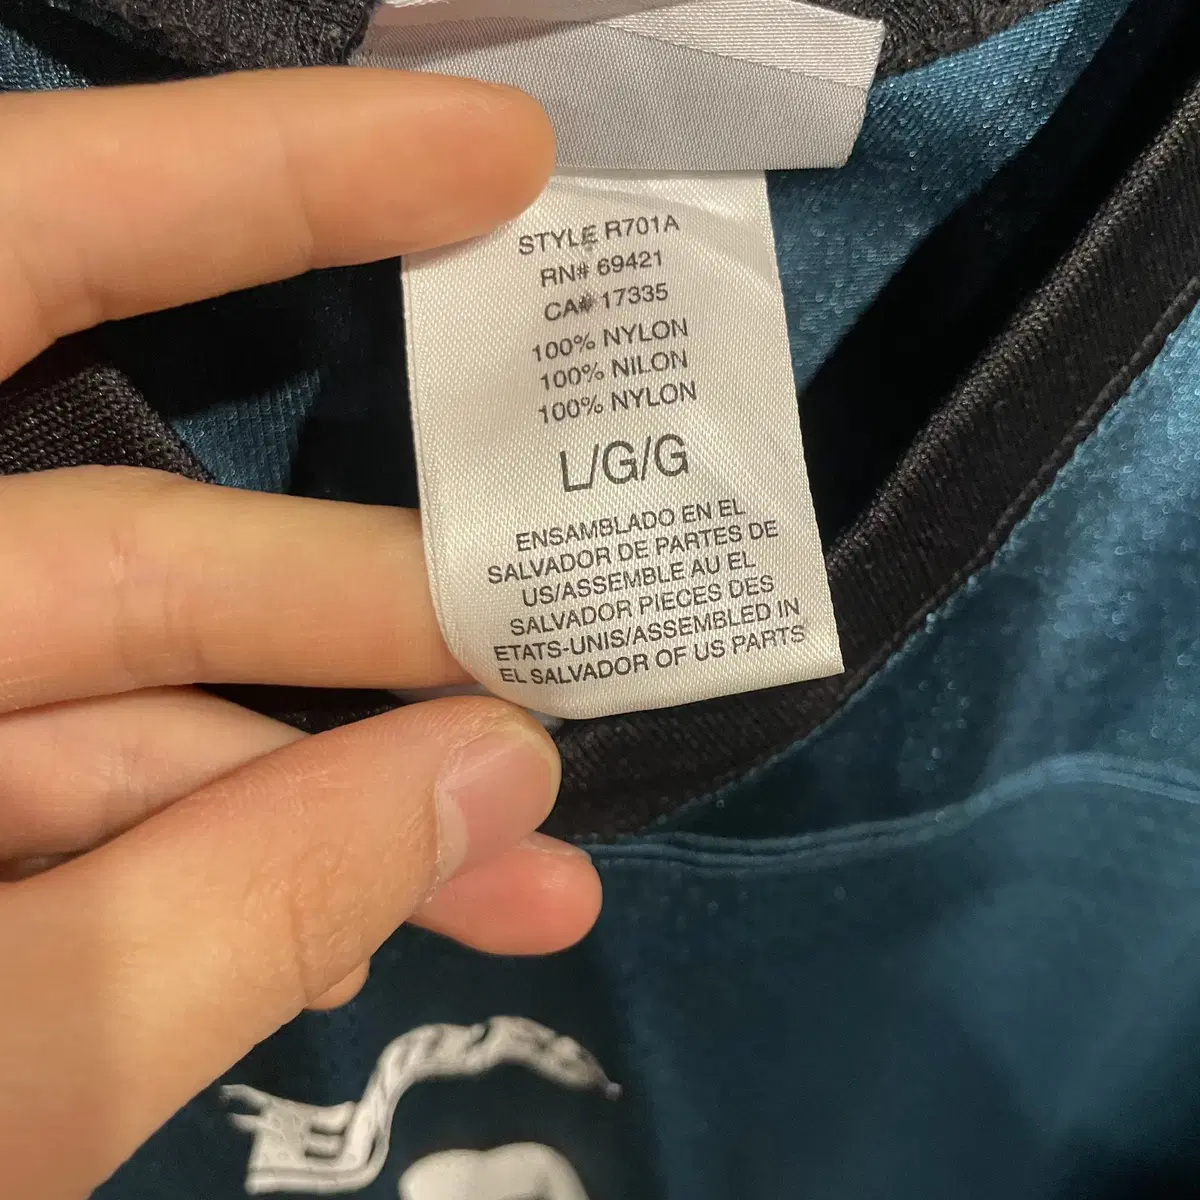 STYLE R701A
RN# 69421
CA# 17335
100% NYLON
100% NILON
100% NYLON
L/G/G
ENSAMBLADO EN EL
SALVADOR DE PARTES DE
US/ASSEMBLE AU EL
SALVADOR PIECES DES
ETATS-UNIS/ASSEMBLED IN
EL SALVADOR OF US PARTS